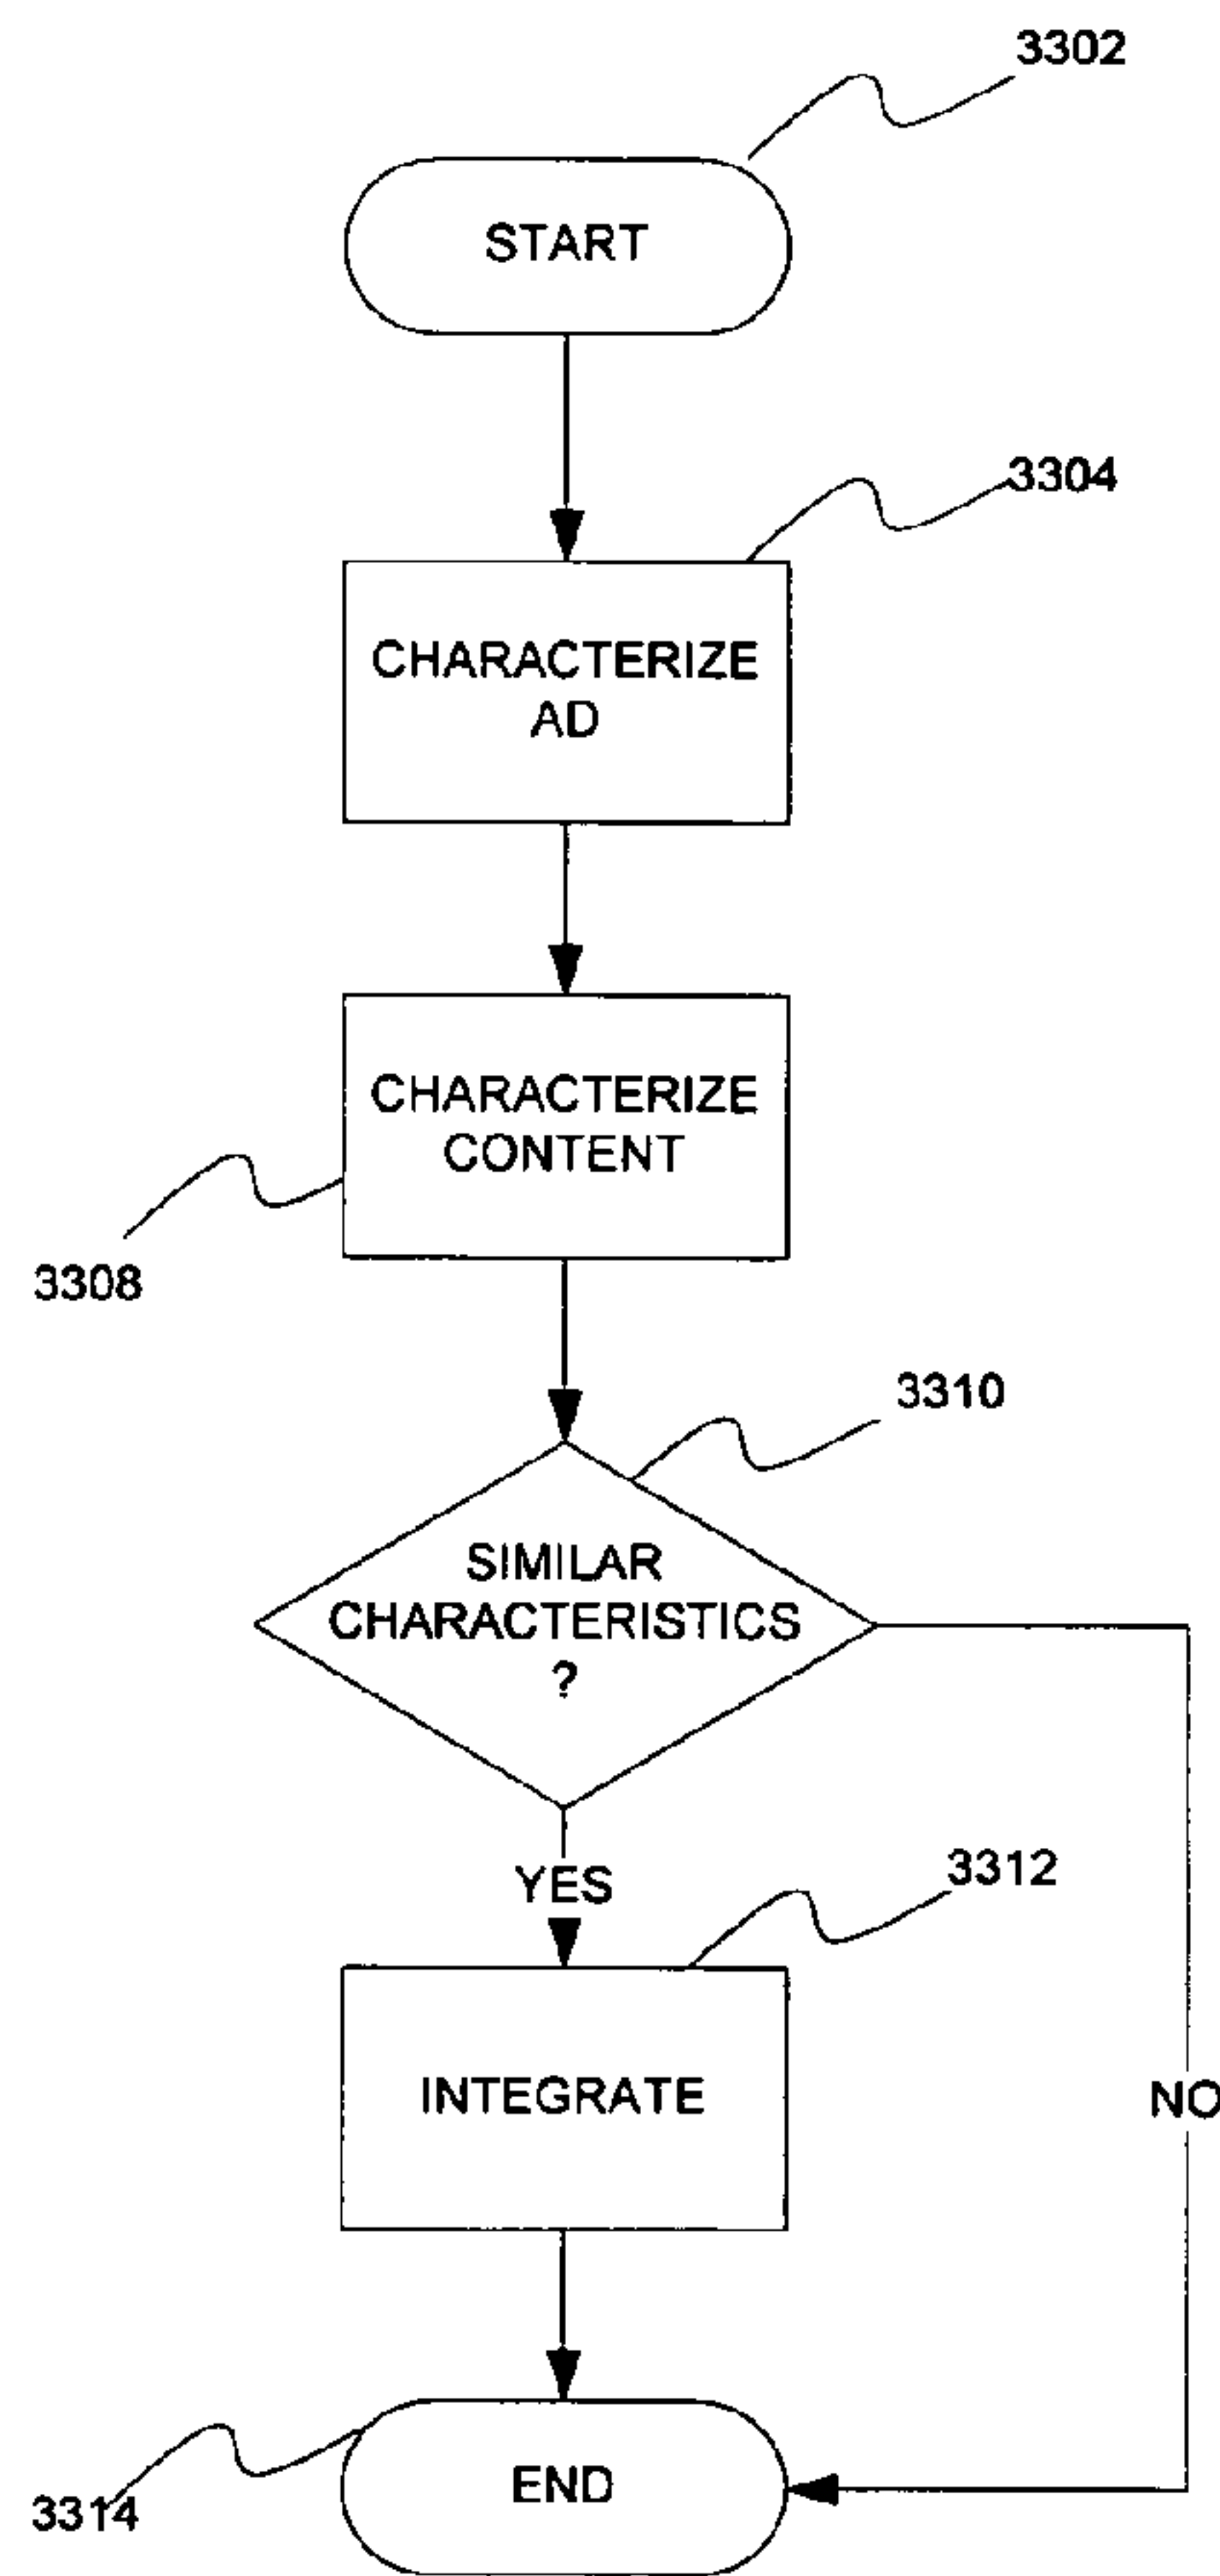 3302
START
3304
CHARACTERIZE
AD
CHARACTERIZE
CONTENT
3308
3310
SIMILAR
CHARACTERISTICS
?
YES
3312
INTEGRATE
NO
END
3314